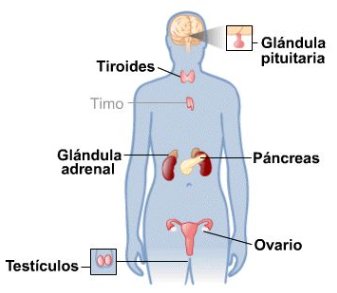 Glándula
pituitaria
Tiroides
Timo
Glándula
adrenal
Páncreas
Ovario
Testículos